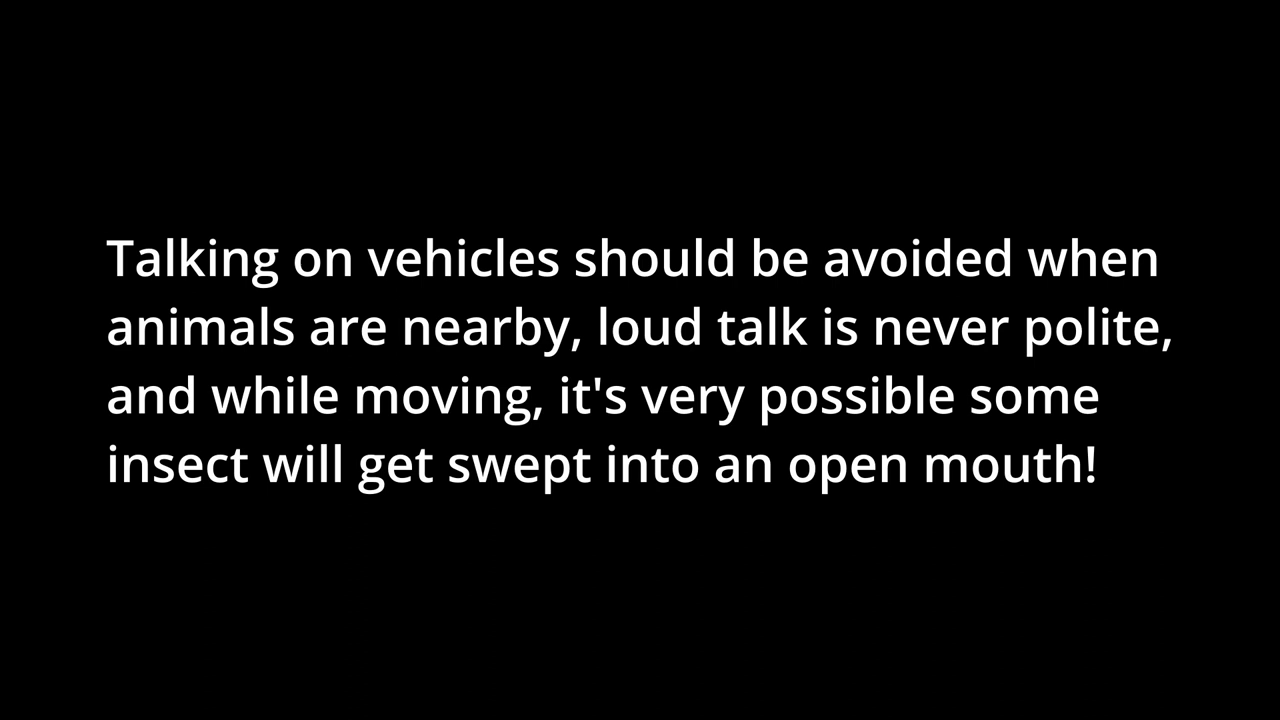 Talking on vehicles should be avoided when
animals are nearby, loud talk is never polite,
and while moving, it's very possible some
insect will get swept into an open mouth!